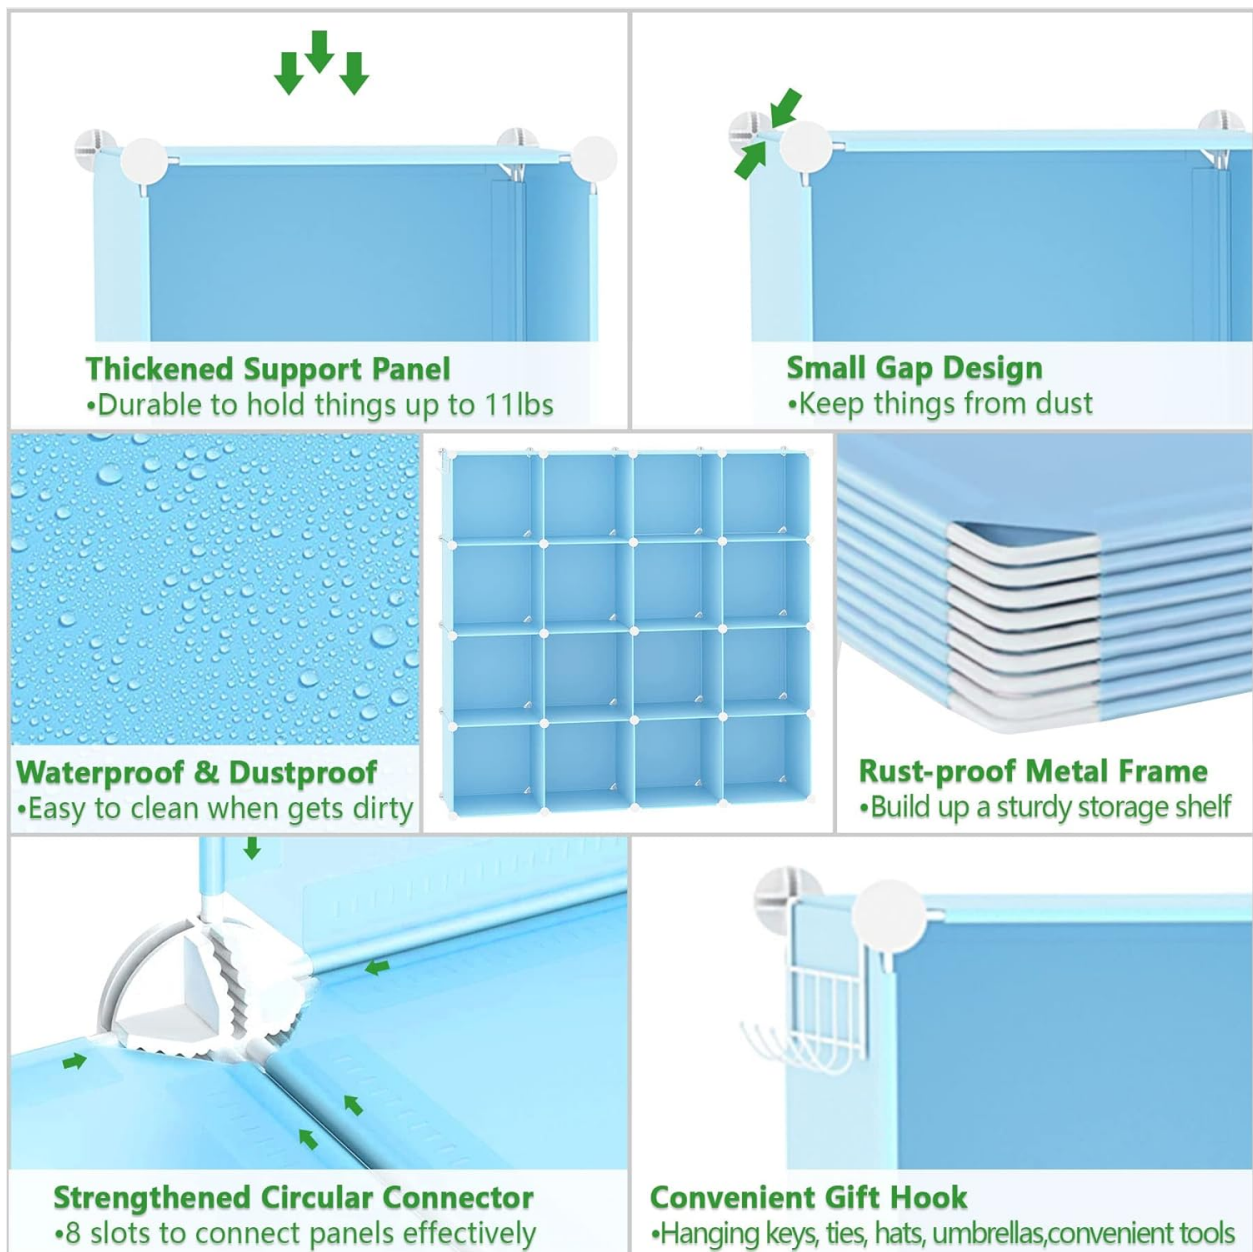 Thickened Support Panel
•Durable to hold things up to 11lbs
Small Gap Design
•Keep things from dust
Waterproof & Dustproof
•Easy to clean when gets dirty
Rust-proof Metal Frame
•Build up a sturdy storage shelf
Strengthened Circular Connector
•8 slots to connect panels effectively
Convenient Gift Hook
•Hanging keys, ties, hats, umbrellas,convenient tools